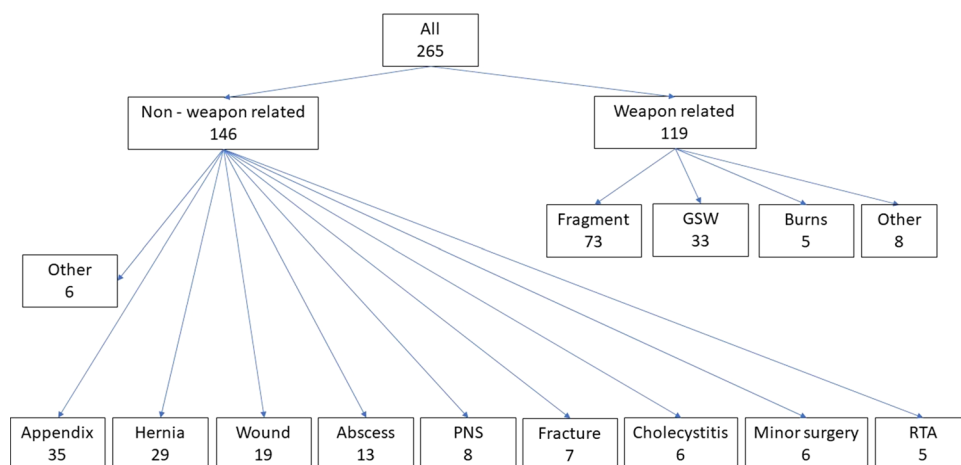 All
265
Non - weapon related
146
Weapon related
119
Fragment
73
GSW
33
Burns
5
Other
8
Other
6
Appendix
35
Hernia
29
Wound
19
Abscess
13
PNS
8
Fracture
7
Cholecystitis
6
Minor surgery
6
RTA
5